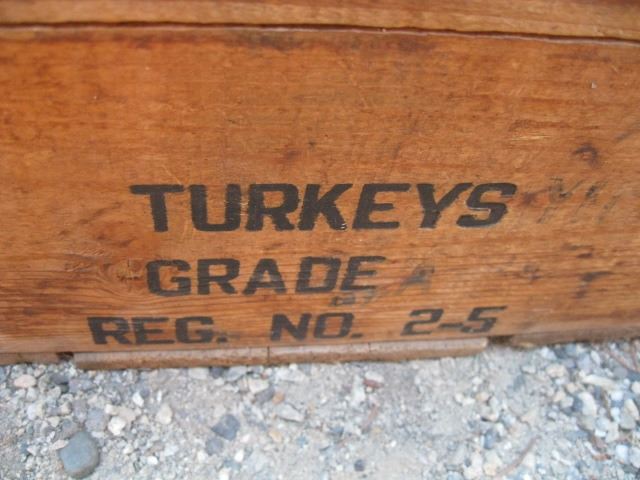 TURKEYS
GRADE
REG. NO. 2-5